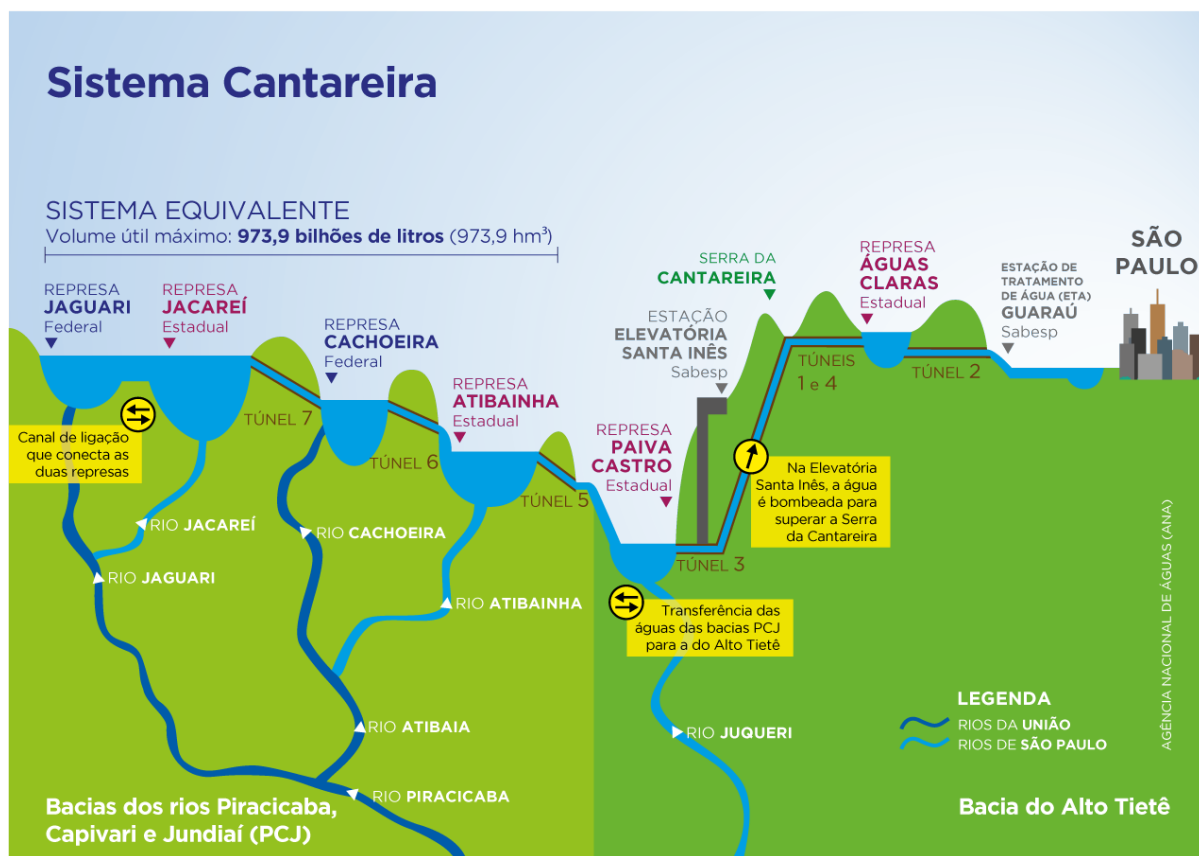 Sistema Cantareira
SISTEMA EQUIVALENTE
Volume útil máximo: 973,9 bilhões de litros (973,9 hm³)
REPRESA
JAGUARI
Federal
REPRESA
JACAREÍ
Estadual
REPRESA
CACHOEIRA
Federal
REPRESA
ATIBAINHA
Estadual
REPRESA
PAIVA
CASTRO
Estadual
ESTAÇÃO
ELEVATÓRIA
SANTA INÊS
Sabesp
SERRA DA
CANTAREIRA
REPRESA
ÁGUAS
CLARAS
Estadual
ESTAÇÃO DE
TRATAMENTO
DE ÁGUA (ETA)
GUARAÚ
Sabesp
SÃO
PAULO
TÚNEL 7
TÚNEL 6
TÚNEL 5
TÚNEL 3
TÚNEIS
1 e 4
TÚNEL 2
Canal de ligação
que conecta as
duas represas
Na Elevatória
Santa Inês, a água
é bombeada para
superar a Serra
da Cantareira
Transferência das
águas das bacias PCJ
para a do Alto Tietê
RIO JACAREÍ
RIO JAGUARI
RIO CACHOEIRA
RIO ATIBAINHA
RIO ATIBAIA
RIO PIRACICABA
RIO JUQUERI
LEGENDA
RIOS DA UNIÃO
RIOS DE SÃO PAULO
AGÊNCIA NACIONAL DE ÁGUAS (ANA)
Bacias dos rios Piracicaba,
Capivari e Jundiaí (PCJ)
Bacia do Alto Tietê